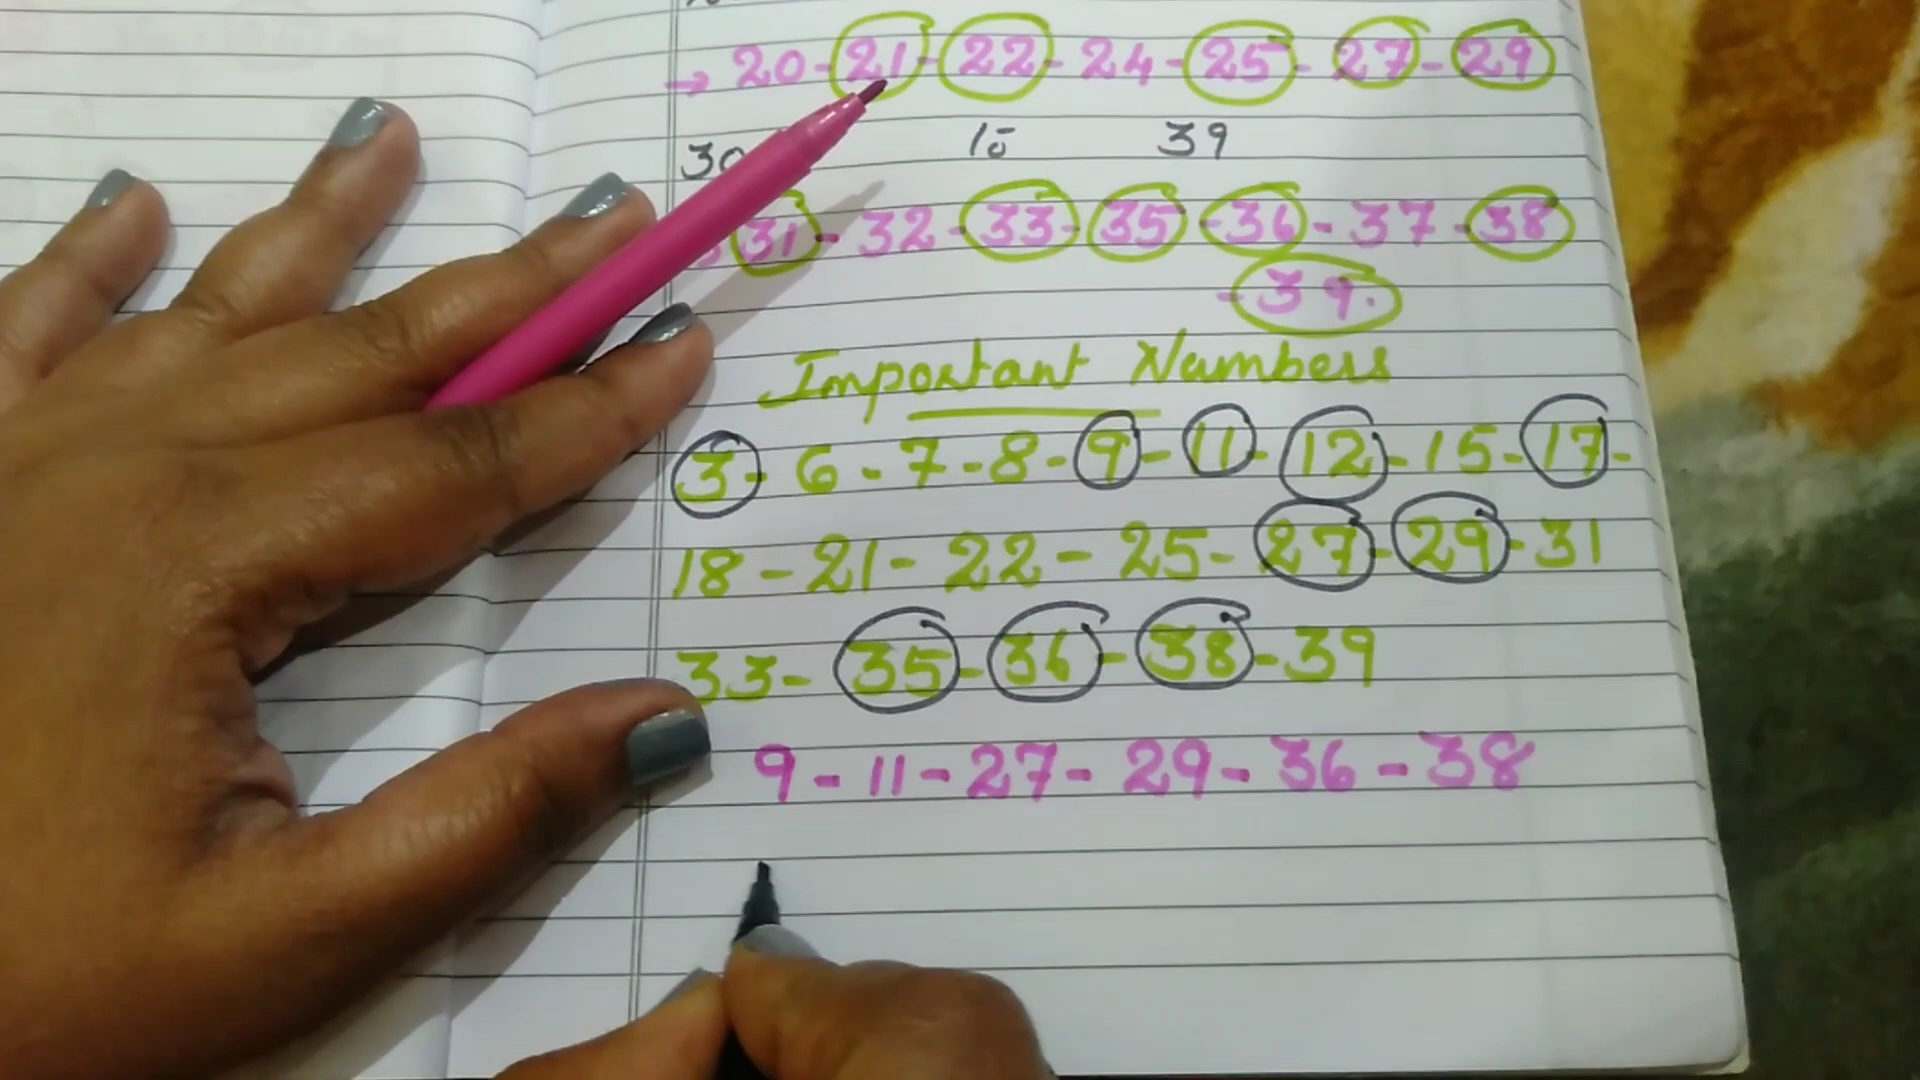 → 20 - 21 - 22 - 24 - 25 - 27 - 29
30 15 39
31 - 32 - 33 - 35 - 36 - 37 - 38
- 39.
Important Numbers
3 - 6 - 7 - 8 - 9 - 11 - 12 - 15 - 17 -
18 - 21 - 22 - 25 - 27 - 29 - 31
33 - 35 - 36 - 38 - 39
9 - 11 - 27 - 29 - 36 - 38